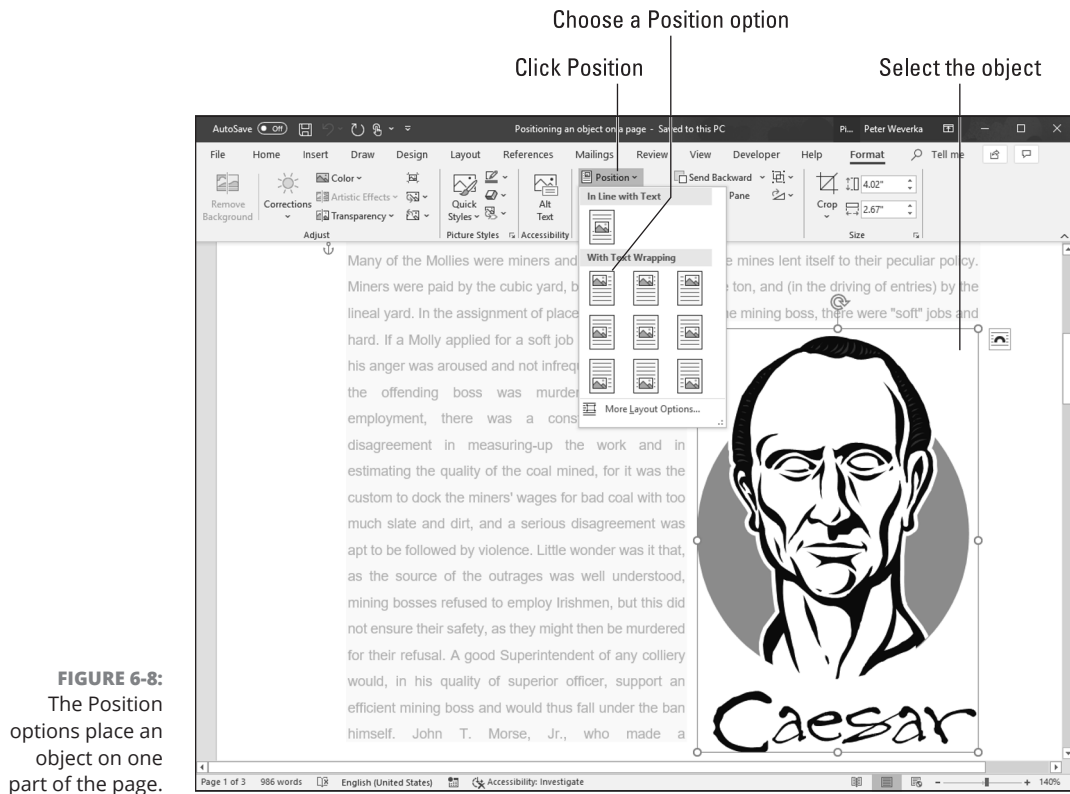 Choose a Position option
Click Position
Select the object
AutoSave Off
Positioning an object on a page - Saved to this PC
Pi... Peter Weverka
File Home Insert Draw Design Layout References Mailings Review View Developer Help Format Tell me
Remove Background
Corrections
Color
Artistic Effects
Transparency
Adjust
Quick Styles
Picture Styles
Alt Text
Accessibility
Position
Send Backward
Pane
Crop
4.02"
2.67"
Size
In Line with Text
With Text Wrapping
More Layout Options...
Many of the Mollies were miners and
e mines lent itself to their peculiar policy.
Miners were paid by the cubic yard, b
e ton, and (in the driving of entries) by the
lineal yard. In the assignment of place
e mining boss, there were "soft" jobs and
hard. If a Molly applied for a soft job
his anger was aroused and not infreq
the offending boss was murder
employment, there was a cons
disagreement in measuring-up the work and in
estimating the quality of the coal mined, for it was the
custom to dock the miners' wages for bad coal with too
much slate and dirt, and a serious disagreement was
apt to be followed by violence. Little wonder was it that,
as the source of the outrages was well understood,
mining bosses refused to employ Irishmen, but this did
not ensure their safety, as they might then be murdered
for their refusal. A good Superintendent of any colliery
would, in his quality of superior officer, support an
efficient mining boss and would thus fall under the ban
himself. John T. Morse, Jr., who made a
Caesar
Page 1 of 3 986 words English (United States) Accessibility: Investigate 140%
FIGURE 6-8:
The Position
options place an
object on one
part of the page.